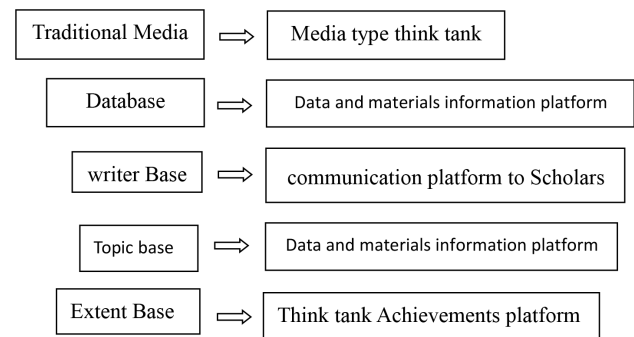 Traditional Media
Media type think tank
Database
Data and materials information platform
writer Base
communication platform to Scholars
Topic base
Data and materials information platform
Extent Base
Think tank Achievements platform